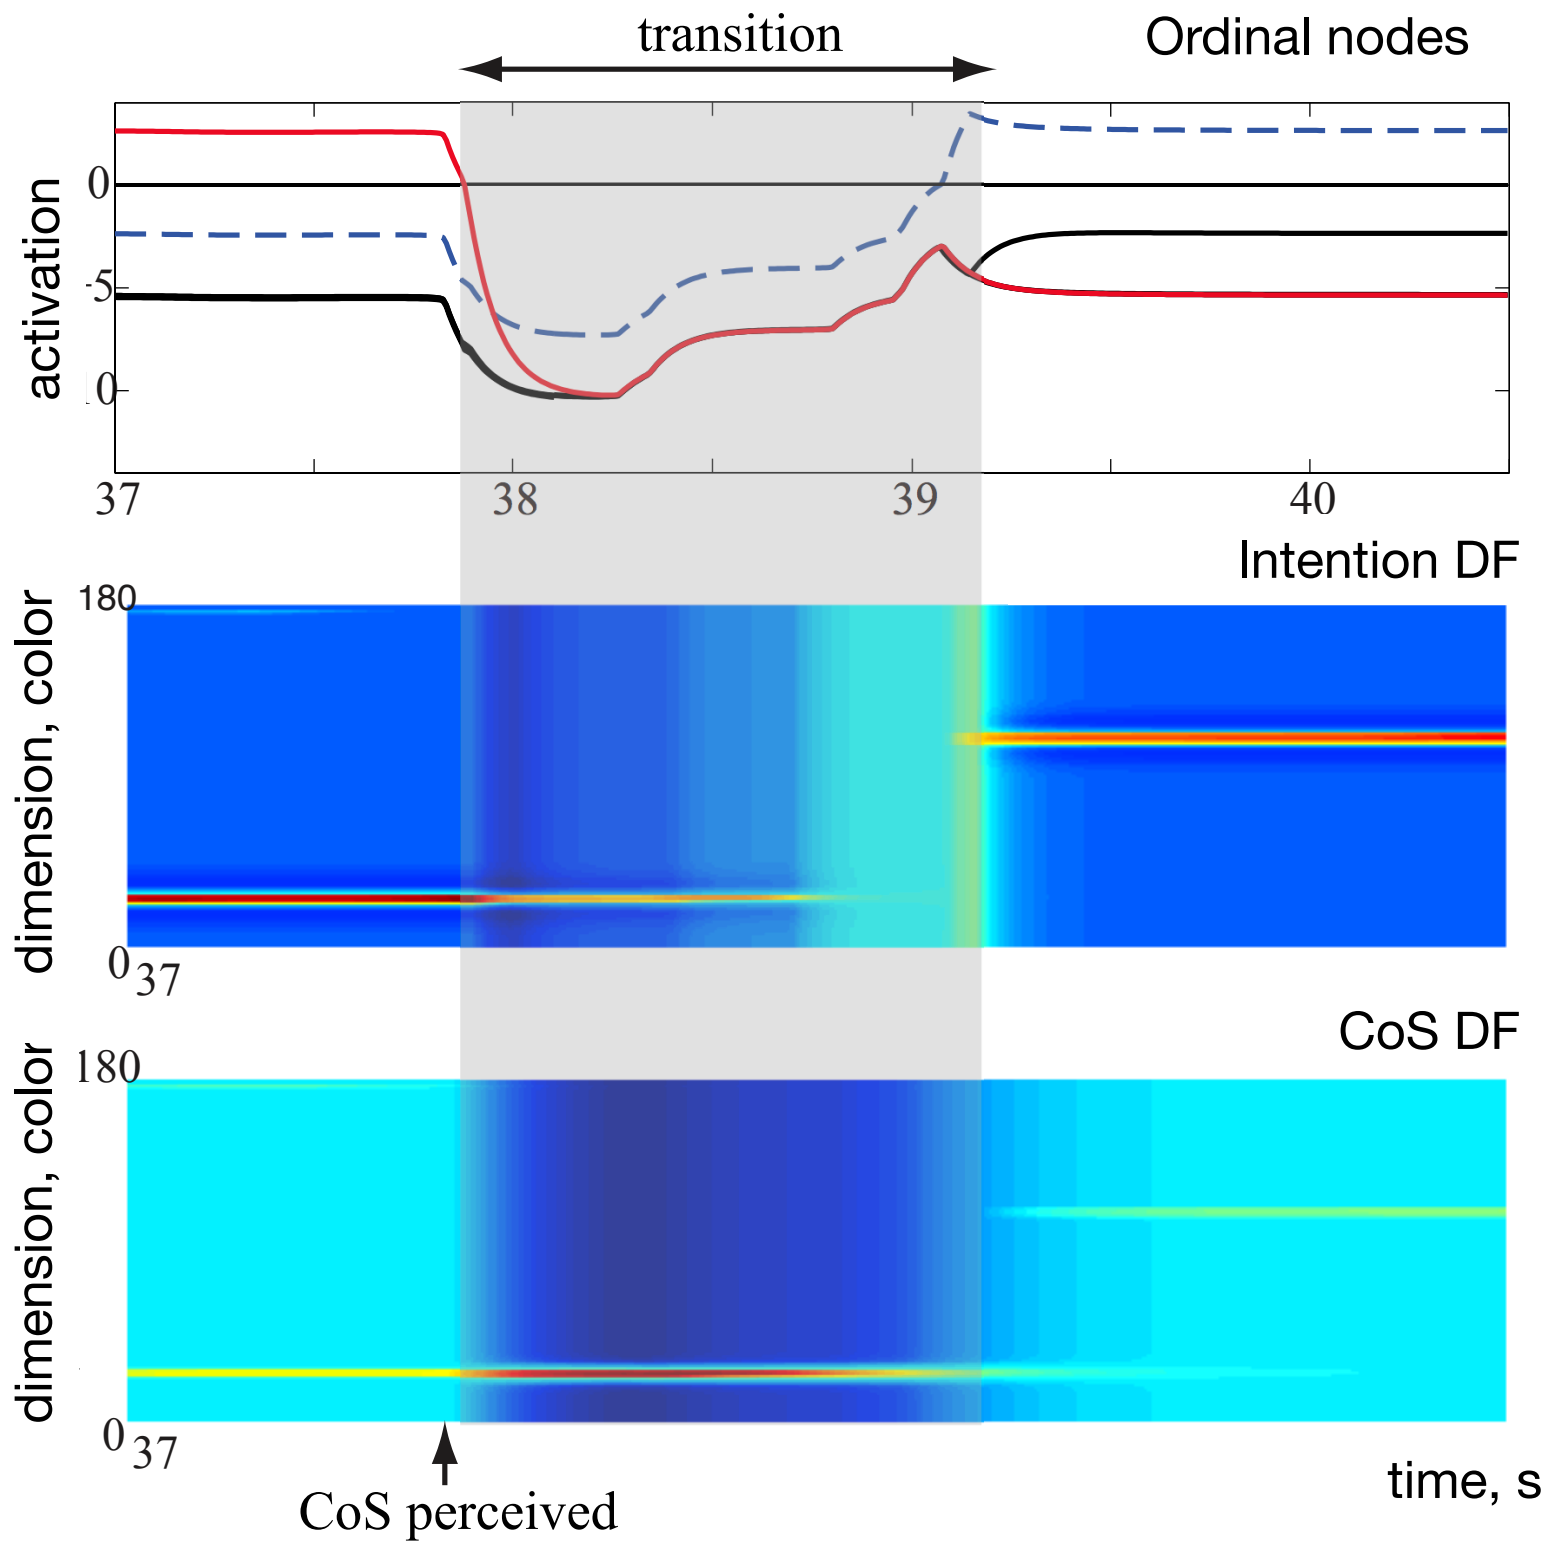 transition
Ordinal nodes
activation
0
-5
0
37 38 39 40
Intention DF
dimension, color
180
0
37
CoS DF
dimension, color
180
0
37
time, s
CoS perceived